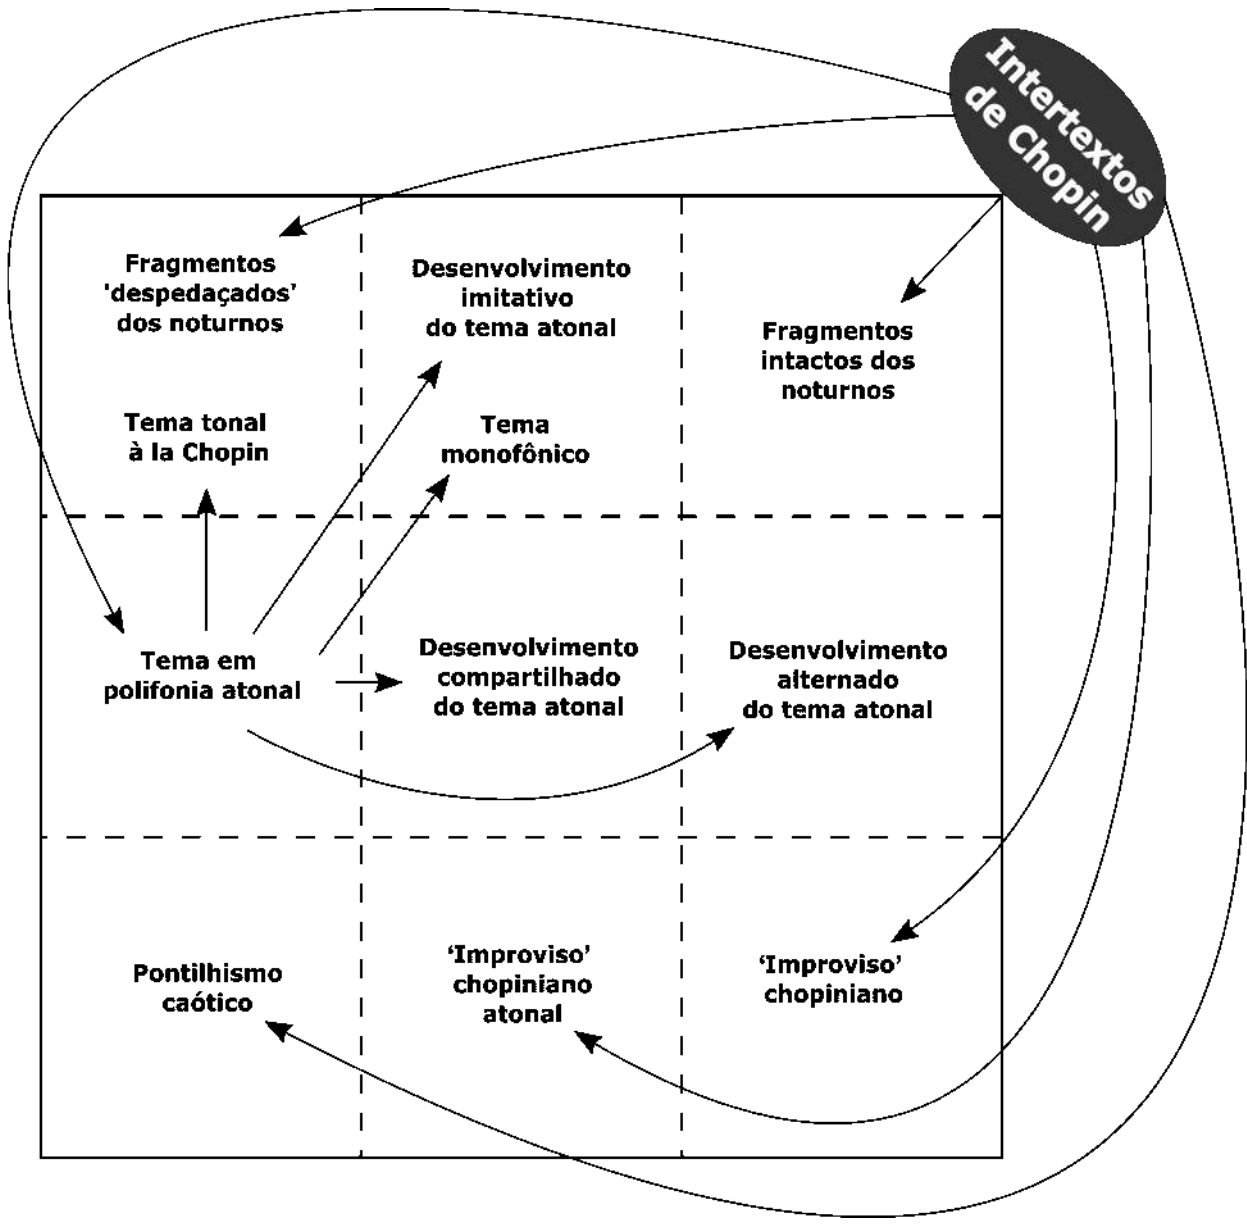 Intertextos
de Chopin
Fragmentos
'despedaçados'
dos noturnos
Desenvolvimento
imitativo
do tema atonal
Fragmentos
intactos dos
noturnos
Tema tonal
à la Chopin
Tema
monofônico
Tema em
polifonia atonal
Desenvolvimento
compartilhado
do tema atonal
Desenvolvimento
alternado
do tema atonal
Pontilhismo
caótico
‘Improviso’
chopiniano
atonal
‘Improviso’
chopiniano